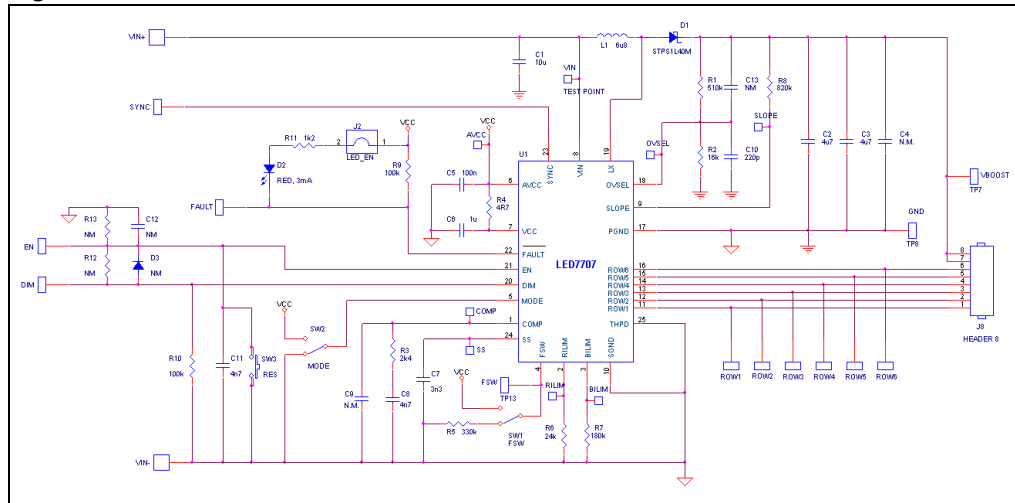 VIN+
C1
10u
VIN
TEST POINT
L1 6u8
D1
STPS1L40M
R1
510k
C13
NM
R8
820k
SLOPE
C2
4u7
C3
4u7
C4
N.M.
SYNC
R11 1k2
J2
2
1
LED_EN
VCC
AVCC
VCC
D2
RED, 3mA
R9
100k
FAULT
C5 100n
C6 1u
R4
4R7
U1
23
8
19
SYNC
VIN
LX
OVSEL
R2
16k
C10
220p
6
AVCC
OVSEL
18
SLOPE
9
7
VCC
PGND
17
22
FAULT
21
EN
LED7707
20
DIM
5
MODE
1
COMP
24
SS
ROW6
16
ROW5
15
ROW4
14
ROW3
13
ROW2
12
ROW1
11
THPD
25
FSW
RILIM
BILIM
SGND
4
2
3
10
VBOOST
TP7
GND
TP8
8
7
6
5
4
3
2
1
J8
HEADER 8
ROW1
ROW2
ROW3
ROW4
ROW5
ROW6
R13
NM
C12
NM
EN
R12
NM
D3
NM
DIM
VCC
SW2
MODE
COMP
SS
R10
100k
C11
4n7
SW3
RES
C9
N.M.
R3
2k4
C8
4n7
C7
3n3
VCC
FSW
TP13
RILIM
BILIM
R5 330k
SW1
FSW
R6
24k
R7
180k
VIN-